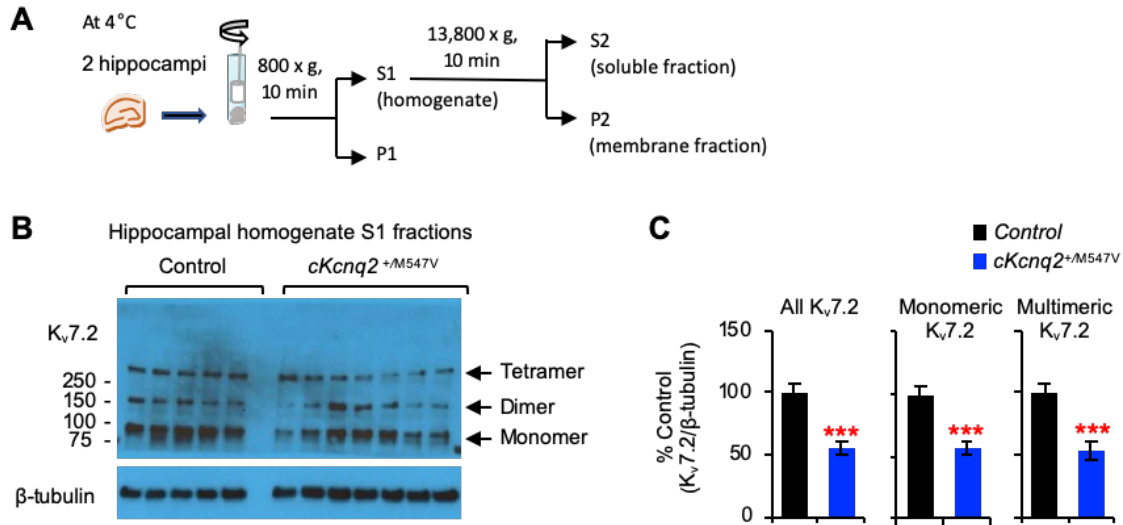 A
At 4°C
2 hippocampi
800 x g,
10 min
S1
(homogenate)
P1
13,800 x g,
10 min
S2
(soluble fraction)
P2
(membrane fraction)
B
Hippocampal homogenate S1 fractions
Control
cKcnq2 +/M547V
Kv7.2
250 -
150 -
100 -
75 -
Tetramer
Dimer
Monomer
β-tubulin
C
Control
cKcnq2+/M547V
All Kv7.2
Monomeric
Kv7.2
Multimeric
Kv7.2
% Control
(Kv7.2/β-tubulin)
150
100
50
0
***
***
***